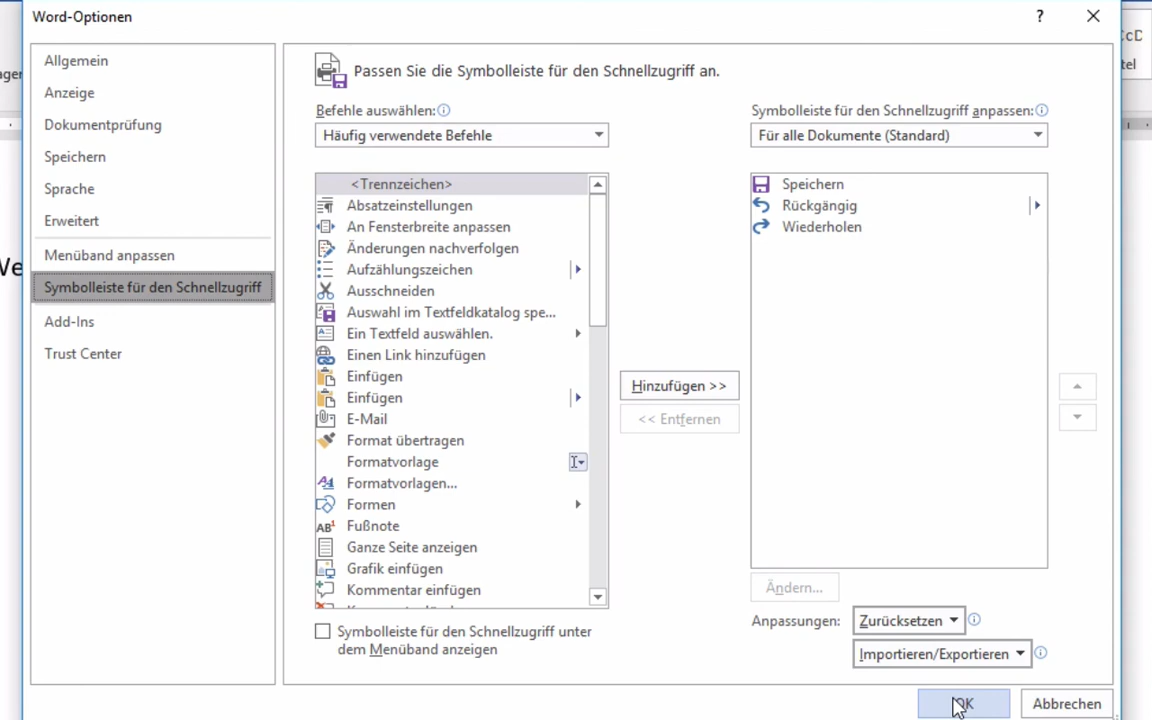 Word-Optionen
?
Allgemein
Anzeige
Dokumentprüfung
Speichern
Sprache
Erweitert
Menüband anpassen
Symbolleiste für den Schnellzugriff
Add-Ins
Trust Center
Passen Sie die Symbolleiste für den Schnellzugriff an.
Befehle auswählen:
Häufig verwendete Befehle
<Trennzeichen>
Absatzeinstellungen
An Fensterbreite anpassen
Änderungen nachverfolgen
Aufzählungszeichen
Ausschneiden
Auswahl im Textfeldkatalog spe...
Ein Textfeld auswählen.
Einen Link hinzufügen
Einfügen
Einfügen
E-Mail
Format übertragen
Formatvorlage
Formatvorlagen...
Formen
Fußnote
Ganze Seite anzeigen
Grafik einfügen
Kommentar einfügen
Symbolleiste für den Schnellzugriff unter
dem Menüband anzeigen
Hinzufügen >>
<< Entfernen
Symbolleiste für den Schnellzugriff anpassen:
Für alle Dokumente (Standard)
Speichern
Rückgängig
Wiederholen
Ändern...
Anpassungen:
Zurücksetzen
Importieren/Exportieren
OK
Abbrechen